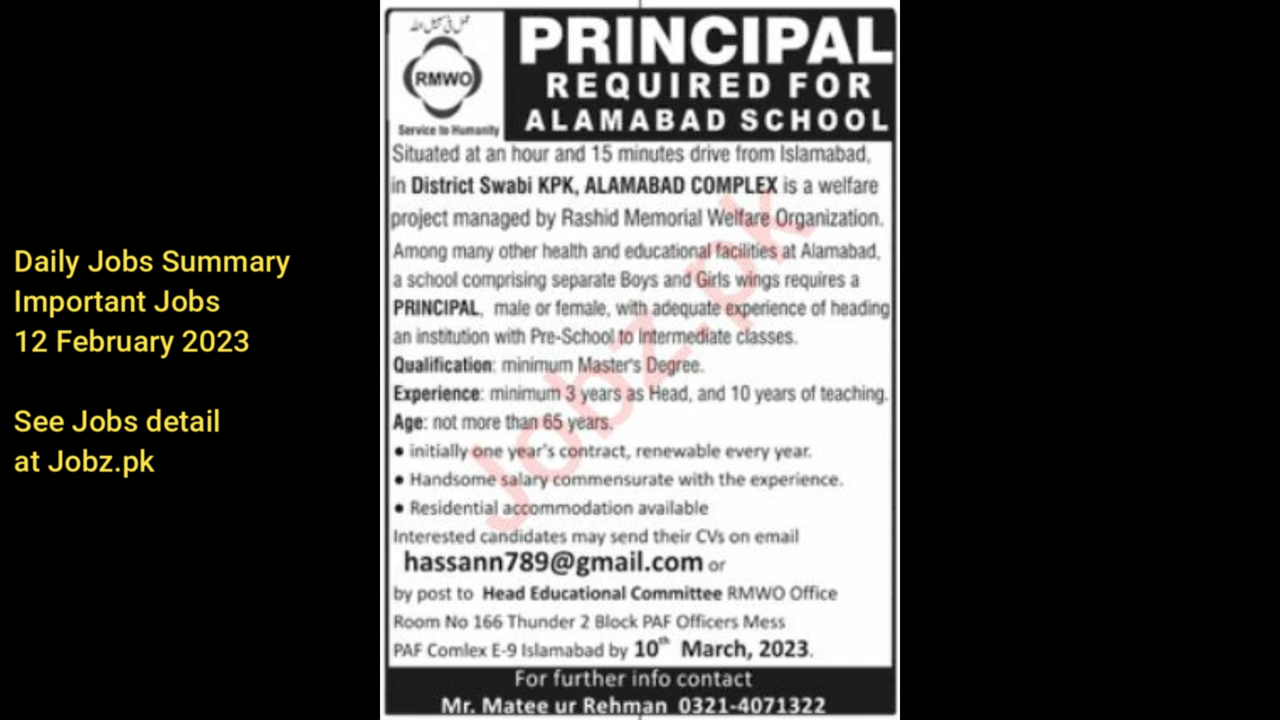 Daily Jobs Summary
Important Jobs
12 February 2023
See Jobs detail
at Jobz.pk
RMWO
Service to Humanity
PRINCIPAL
REQUIRED FOR
ALAMABAD SCHOOL
Situated at an hour and 15 minutes drive from Islamabad,
in District Swabi KPK, ALAMABAD COMPLEX is a welfare
project managed by Rashid Memorial Welfare Organization.
Among many other health and educational facilities at Alamabad,
a school comprising separate Boys and Girls wings requires a
PRINCIPAL, male or female, with adequate experience of heading
an institution with Pre-School to Intermediate classes.
Qualification: minimum Master's Degree.
Experience: minimum 3 years as Head, and 10 years of teaching.
Age: not more than 65 years.
• initially one year's contract, renewable every year.
• Handsome salary commensurate with the experience.
• Residential accommodation available
Interested candidates may send their CVs on email
hassann789@gmail.com or
by post to Head Educational Committee RMWO Office
Room No 166 Thunder 2 Block PAF Officers Mess
PAF Comlex E-9 Islamabad by 10th March, 2023.
For further info contact
Mr. Matee ur Rehman 0321-4071322
Jobz.pk